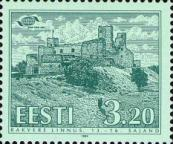 EESTI 3.20
RAKVERE LINNUS, 13.-16. SAJAND